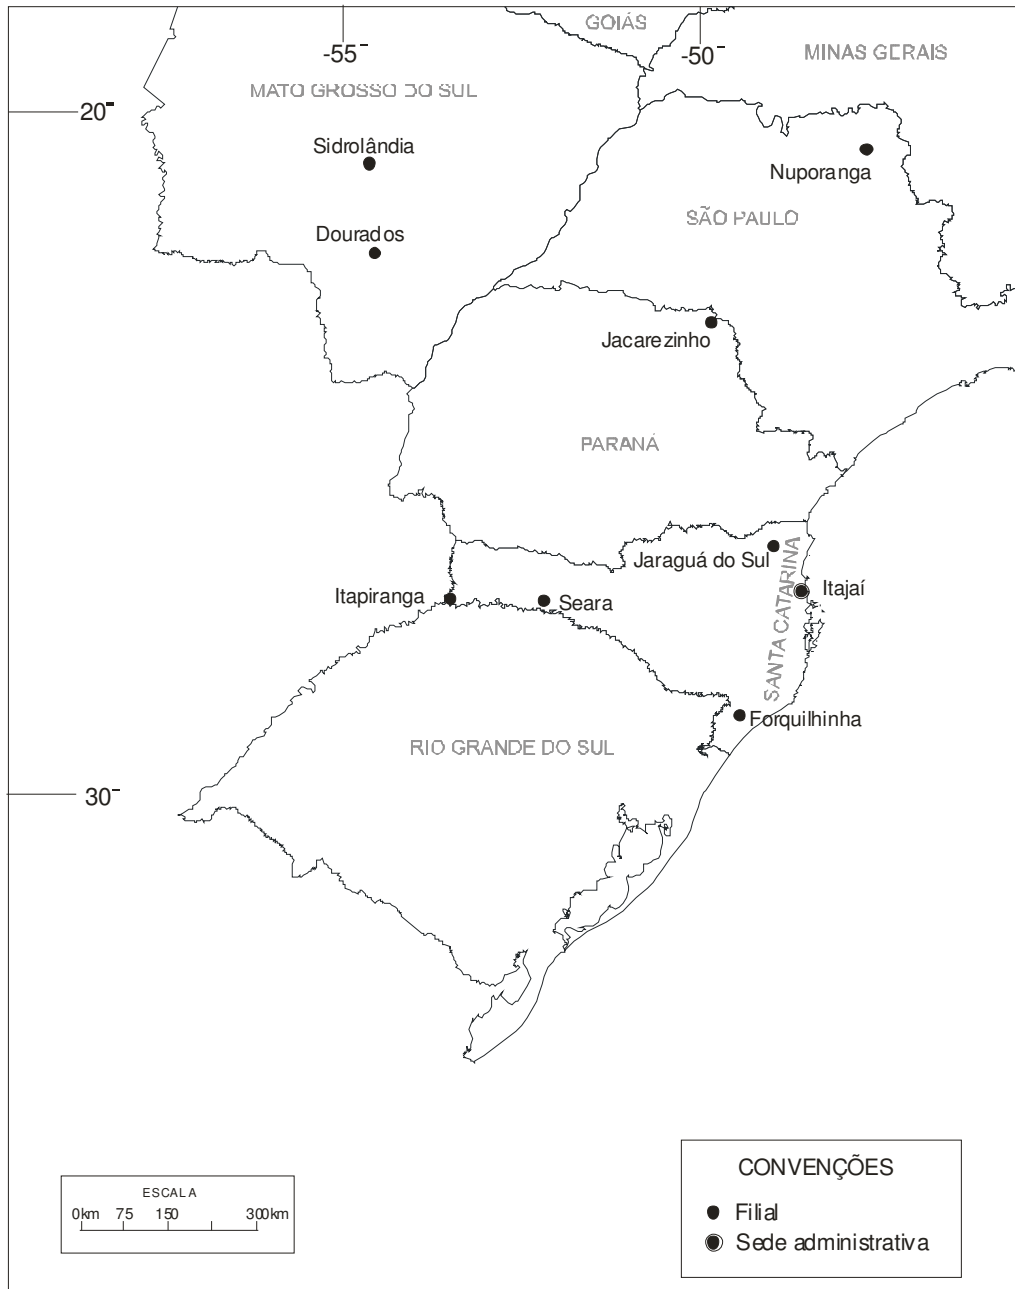 GOIÁS
-55
-50
MINAS GERAIS
MATO GROSSO DO SUL
20
Sidrolândia
Nuporanga
SÃO PAULO
Dourados
Jacarezinho
PARANÁ
Jaraguá do Sul
SANTA CATARINA
Itajaí
Itapiranga
Seara
Forquilhinha
RIO GRANDE DO SUL
30
CONVENÇÕES
Filial
Sede administrativa
ESCALA
0km 75 150 300km